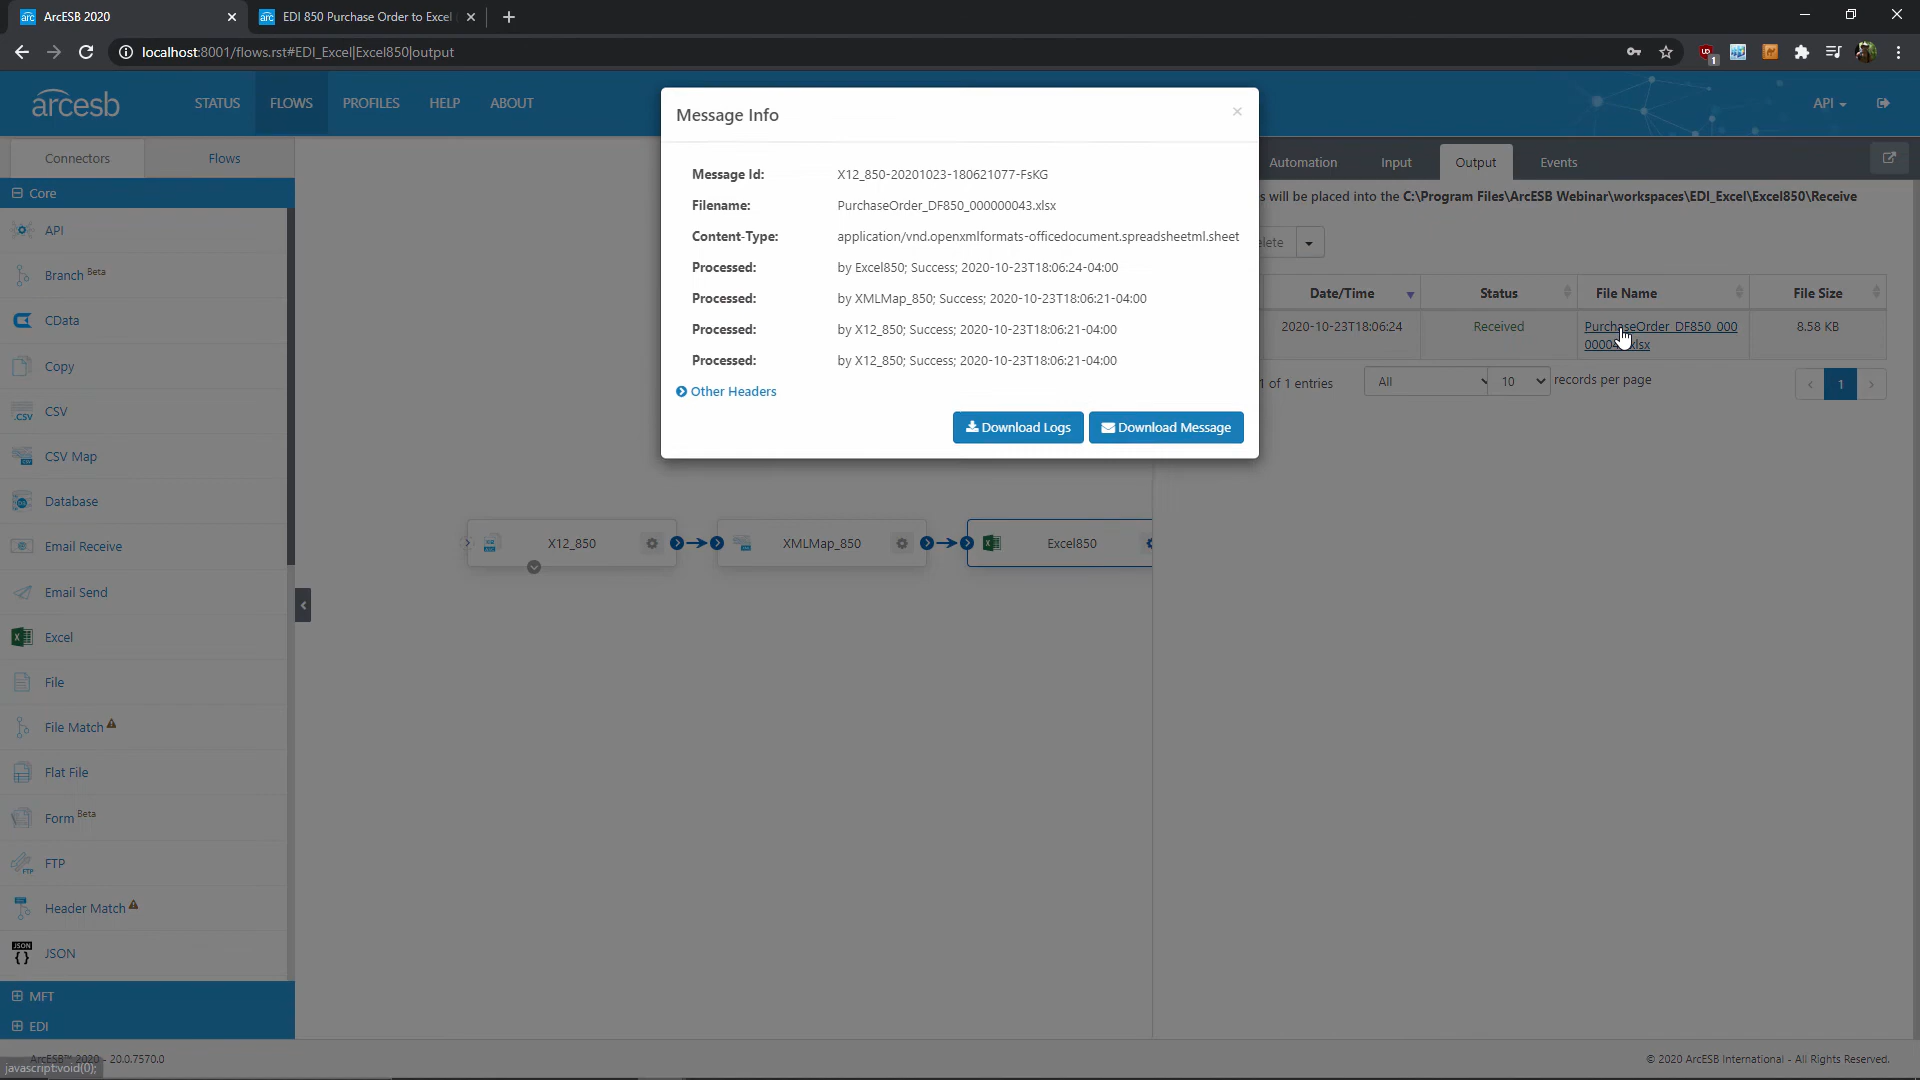 ArcESB 2020
EDI 850 Purchase Order to Excel
localhost:8001/flows.rst#EDI_Excel|Excel850|output
1
arcesb
STATUS
FLOWS
PROFILES
HELP
ABOUT
API
Connectors
Flows
Core
API
Branch Beta
CData
Copy
CSV
CSV Map
Database
Email Receive
Email Send
Excel
File
File Match
Flat File
Form Beta
FTP
Header Match
JSON
MFT
EDI
Message Info
×
Message Id: X12_850-20201023-180621077-FsKG
Filename: PurchaseOrder_DF850_000000043.xlsx
Content-Type: application/vnd.openxmlformats-officedocument.spreadsheetml.sheet
Processed: by Excel850; Success; 2020-10-23T18:06:24-04:00
Processed: by XMLMap_850; Success; 2020-10-23T18:06:21-04:00
Processed: by X12_850; Success; 2020-10-23T18:06:21-04:00
Processed: by X12_850; Success; 2020-10-23T18:06:21-04:00
Other Headers
Download Logs
Download Message
X12_850
XMLMap_850
Excel850
Automation
Input
Output
Events
s will be placed into the C:\Program Files\ArcESB Webinar\workspaces\EDI_Excel\Excel850\Receive
elete
Date/Time
Status
File Name
File Size
2020-10-23T18:06:24
Received
PurchaseOrder_DF850_000
8.58 KB
1 of 1 entries
All
10
records per page
1
ArcESB™ 2020 - 20.0.7570.0
javascript:void(0);
© 2020 ArcESB International - All Rights Reserved.